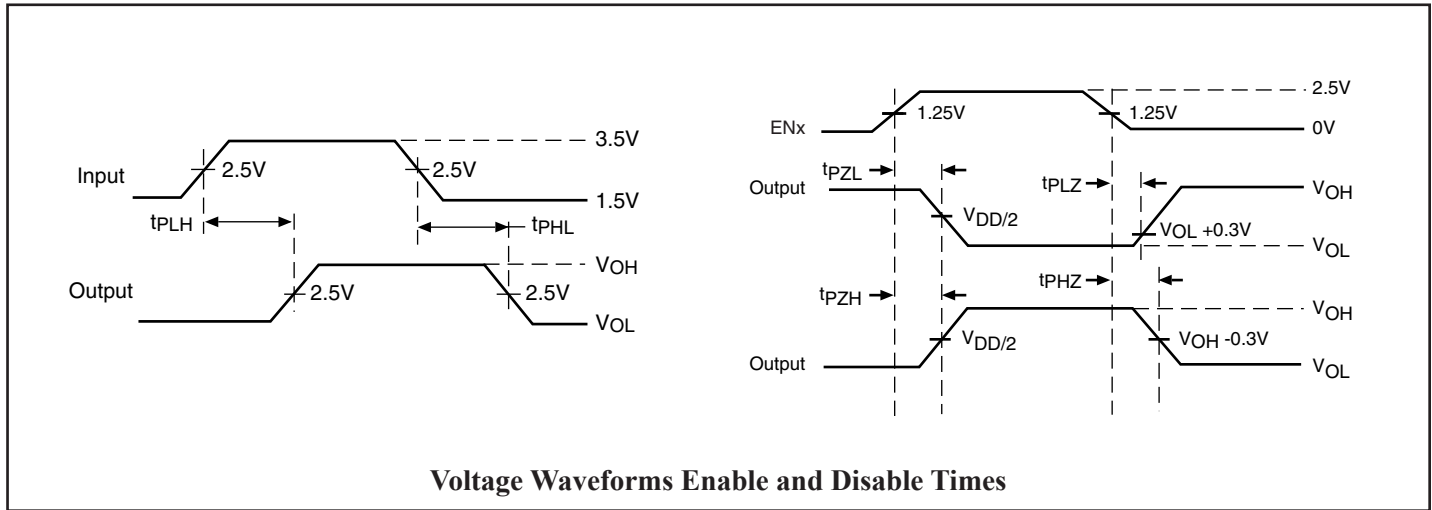 3.5V
2.5V
2.5V
Input
1.5V
tPLH
tPHL
VOH
Output
2.5V
2.5V
VOL
2.5V
1.25V
1.25V
ENx
0V
tPZL
tPLZ
Output
VOH
VDD/2
VOL +0.3V
VOL
tPHZ
tPZH
VOH
VDD/2
VOH -0.3V
Output
VOL
Voltage Waveforms Enable and Disable Times